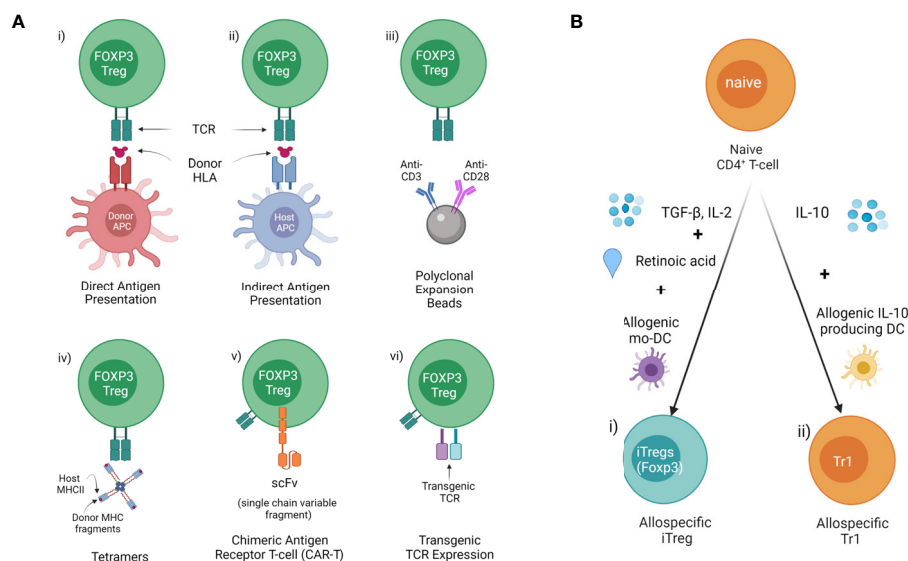 A
i)
FOXP3
Treg
ii)
FOXP3
Treg
iii)
FOXP3
Treg
TCR
Donor
HLA
Anti-
CD3
Anti-
CD28
Donor
APC
Host
APC
Direct Antigen
Presentation
Indirect Antigen
Presentation
Polyclonal
Expansion
Beads
iv)
FOXP3
Treg
v)
FOXP3
Treg
vi)
FOXP3
Treg
Host
MHCII
Donor MHC
fragments
scFv
(single chain variable
fragment)
Transgenic
TCR
Tetramers
Chimeric Antigen
Receptor T-cell (CAR-T)
Transgenic
TCR Expression
B
naive
Naive
CD4⁺ T-cell
TGF-β, IL-2
+
Retinoic acid
+
Allogenic
mo-DC
IL-10
+
Allogenic IL-10
producing DC
i)
iTregs
(Foxp3)
ii)
Tr1
Allospecific
iTreg
Allospecific
Tr1